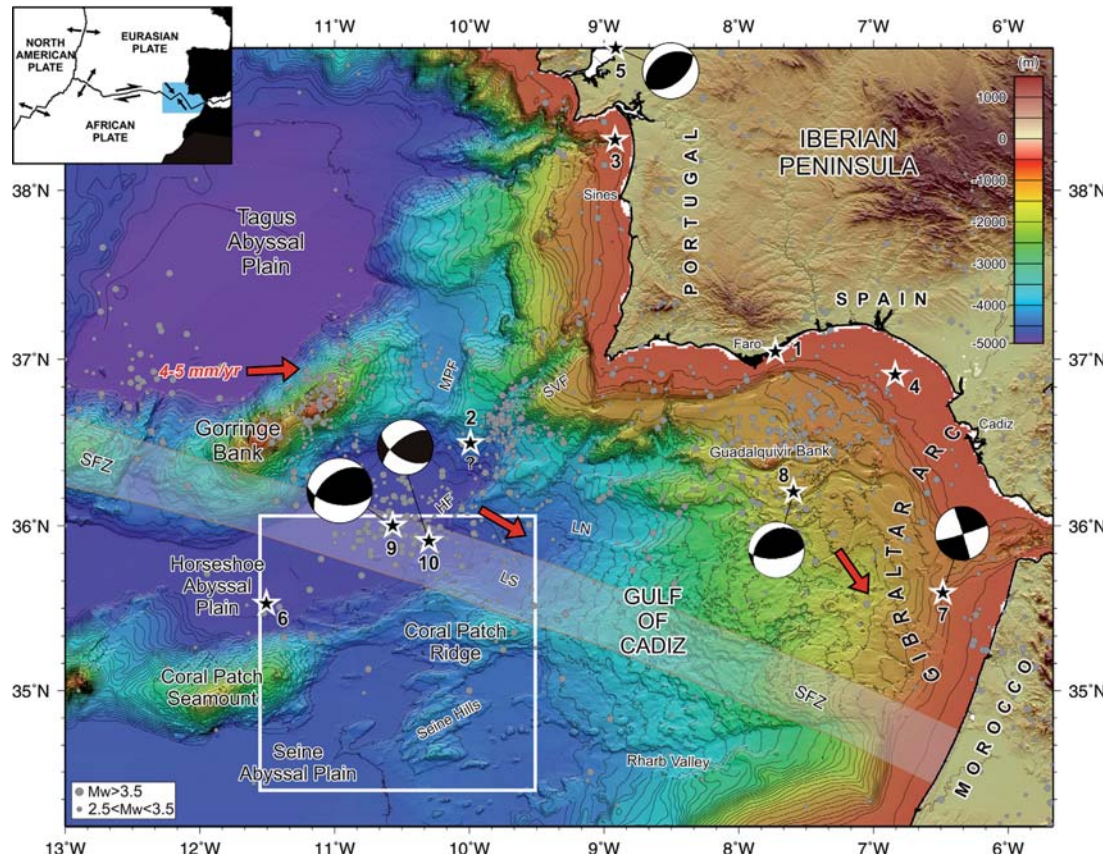 NORTH
AMERICAN
PLATE
EURASIAN
PLATE
AFRICAN
PLATE
11°W
10°W
9°W
8°W
7°W
6°W
(m)
1000
0
-1000
-2000
-3000
-4000
-5000
5
3
IBERIAN
PENINSULA
38°N
38°N
Sines
PORTUGAL
Tagus
Abyssal
Plain
SPAIN
37°N
37°N
Faro
1
4-5 mm/yr
MPF
SVF
4
Cadiz
2
?
Gorringe
Bank
Guadalquivir Bank
SFZ
8
GIBRALTAR ARC
HF
36°N
36°N
LN
9
10
LS
Horseshoe
Abyssal
Plain
6
7
GULF
OF
CADIZ
Coral Patch
Ridge
Coral Patch
Seamount
35°N
35°N
SFZ
Seine Hills
MOROCCO
Seine
Abyssal Plain
Rharb Valley
Mw>3.5
2.5<Mw<3.5
13°W
12°W
11°W
10°W
9°W
8°W
7°W
6°W